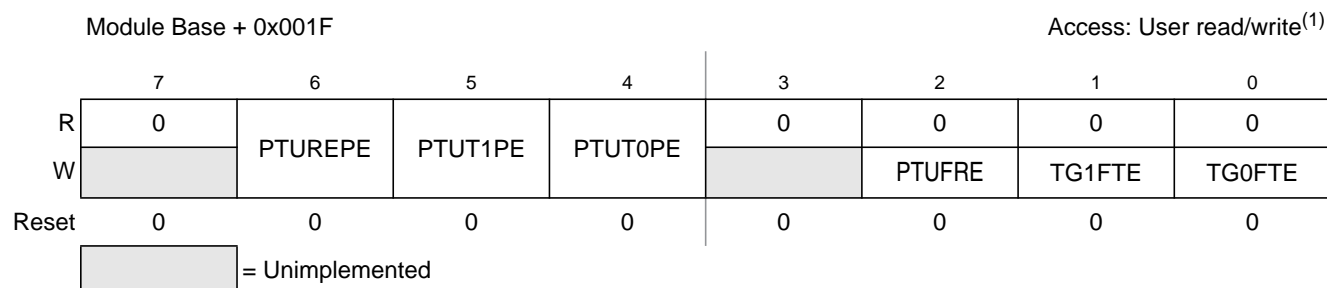 Module Base + 0x001F Access: User read/write(1)
7 6 5 4 3 2 1 0
R 0 PTUREPE PTUT1PE PTUT0PE 0 0 0 0
W PTUFRE TG1FTE TG0FTE
Reset 0 0 0 0 0 0 0 0
= Unimplemented